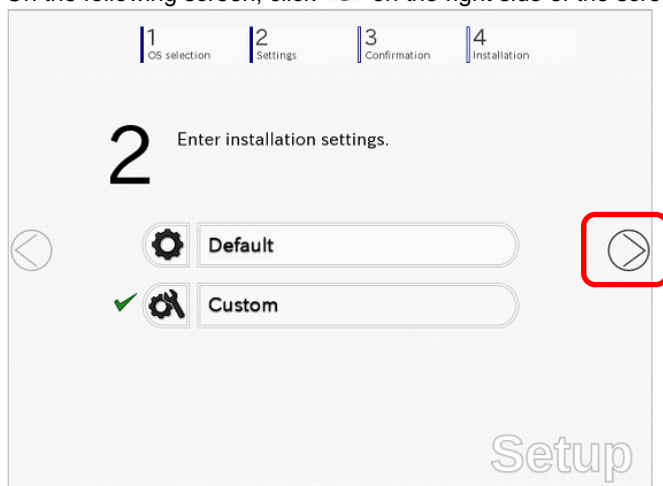 On the following screen, click on the right side of the
1 2 3 4
OS selection Settings Confirmation Installation
2 Enter installation settings.
Default
Custom
Setup